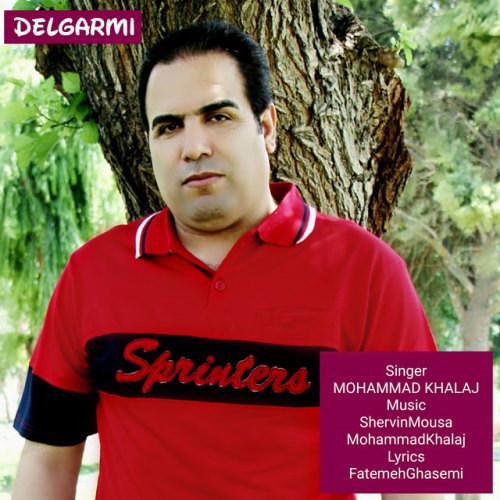 DELGARMI
Sprinters
Singer
MOHAMMAD KHALAJ
Music
ShervinMousa
MohammadKhalaj
Lyrics
FatemehGhasemi